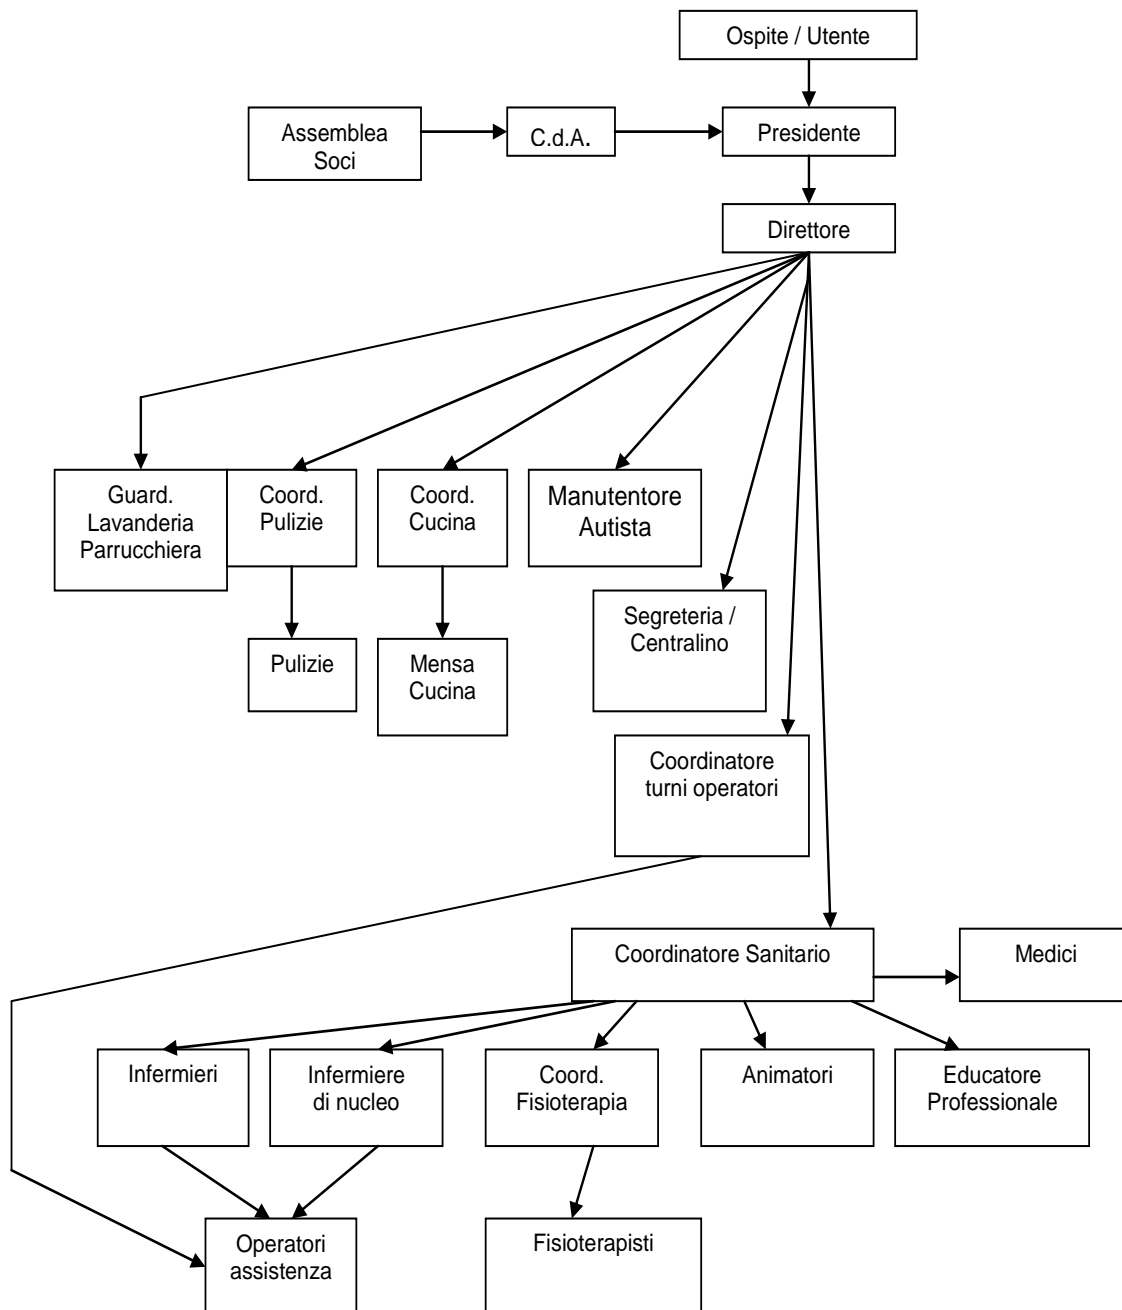 Ospite / Utente
Assemblea
Soci
C.d.A.
Presidente
Direttore
Guard.
Lavanderia
Parrucchiera
Coord.
Pulizie
Coord.
Cucina
Manutentore
Autista
Segreteria /
Centralino
Pulizie
Mensa
Cucina
Coordinatore
turni operatori
Coordinatore Sanitario
Medici
Infermieri
Infermiere
di nucleo
Coord.
Fisioterapia
Animatori
Educatore
Professionale
Operatori
assistenza
Fisioterapisti